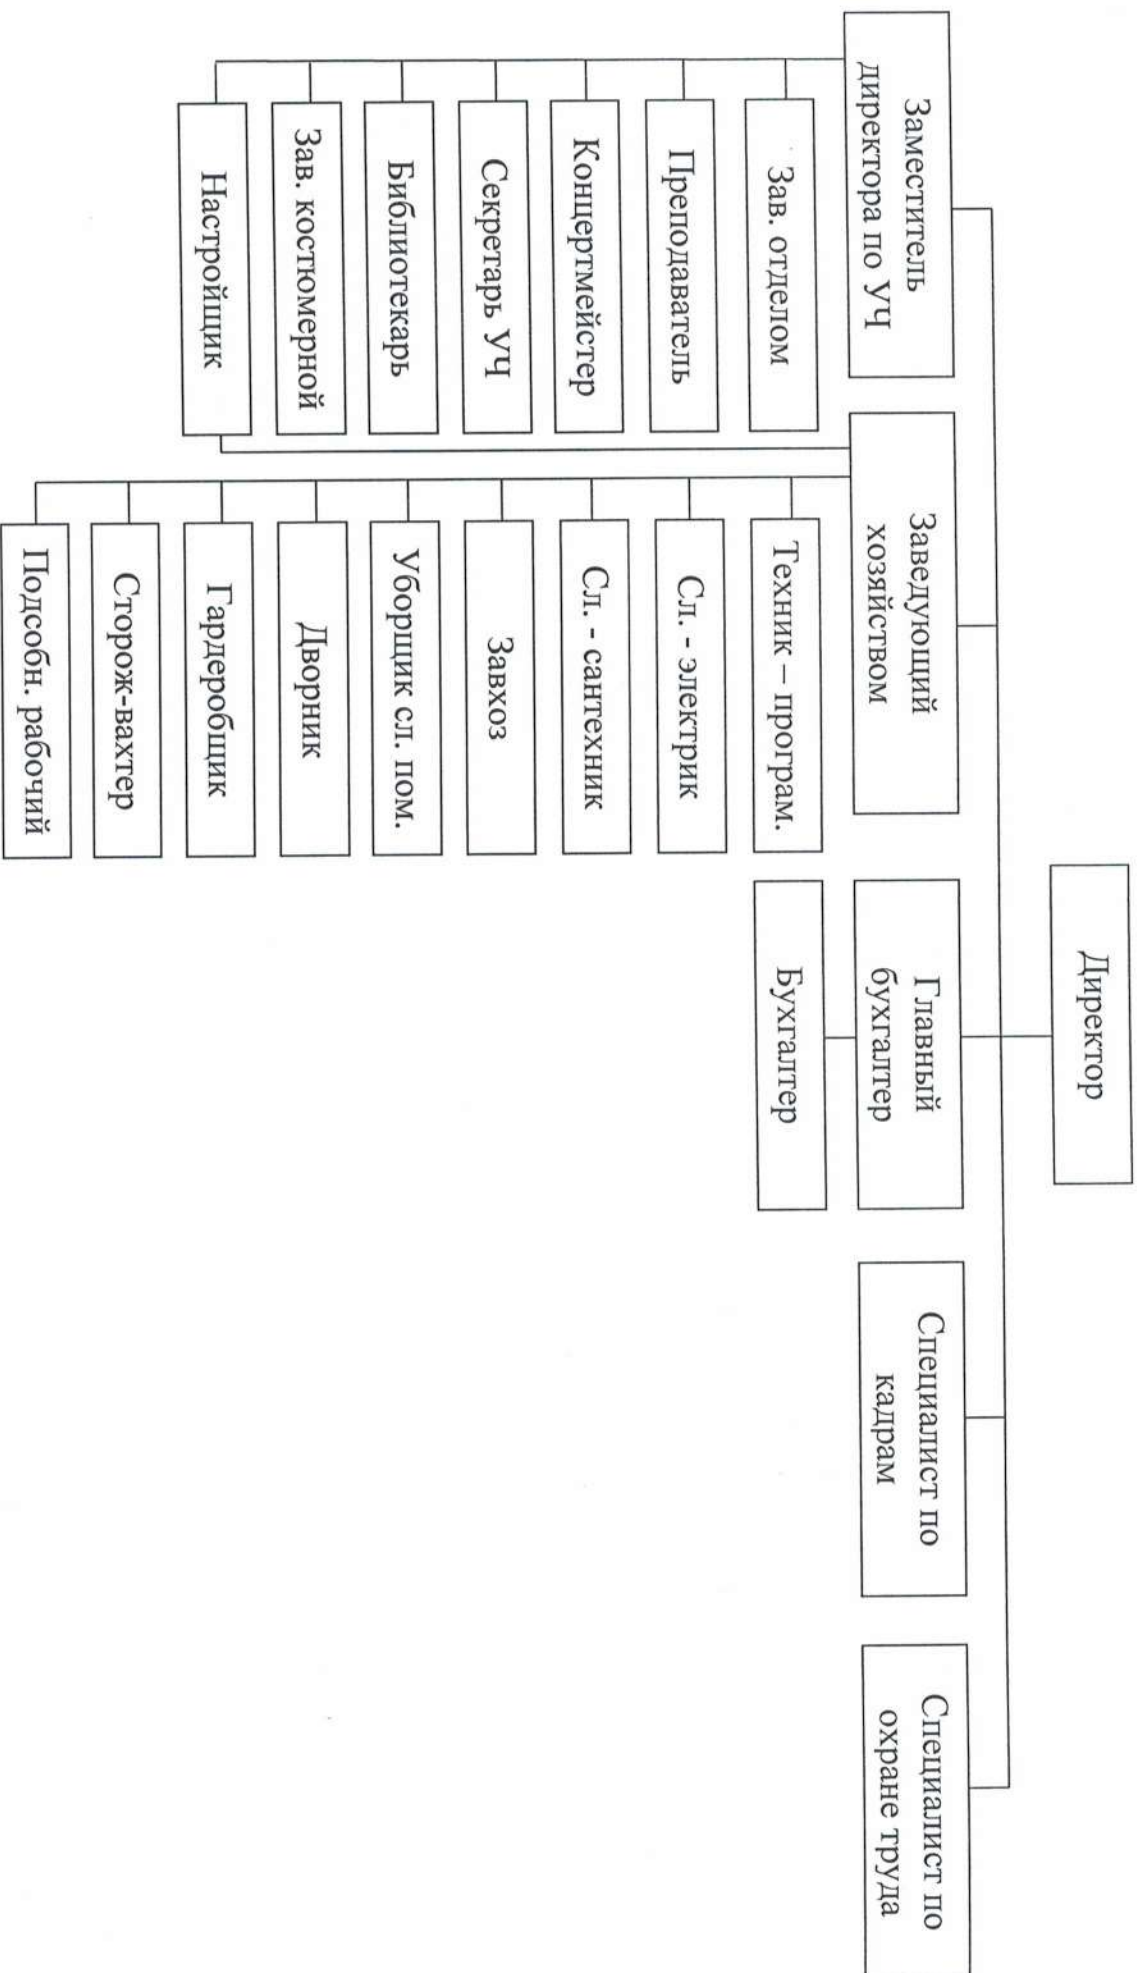 Директор
Заместитель
директора по УЧ
Заведующий
хозяйством
Главный
бухгалтер
Специалист по
кадрам
Специалист по
охране труда
Зав. отделом
Преподаватель
Концертмейстер
Секретарь УЧ
Библиотекарь
Зав. костюмерной
Настройщик
Техник – програм.
Сл. - электрик
Сл. - сантехник
Завхоз
Уборщик сл. пом.
Дворник
Гардеробщик
Сторож-вахтер
Подсобн. рабочий
Бухгалтер